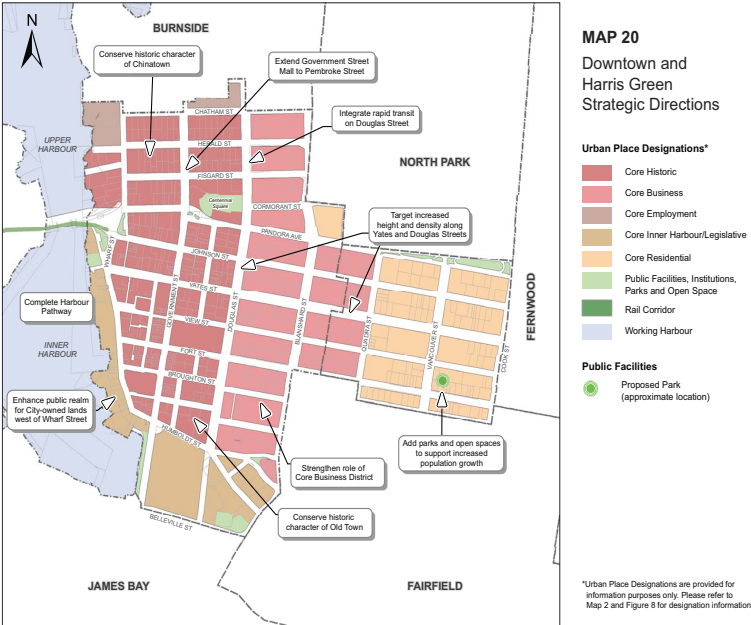 N
BURNSIDE
Conserve historic character
of Chinatown
Extend Government Street
Mall to Pembroke Street
Integrate rapid transit
on Douglas Street
CHATHAM ST
HERALD ST
FISGARD ST
UPPER
HARBOUR
NORTH PARK
Centennial
Square
CORMORANT ST
PANDORA AVE
Target increased
height and density along
Yates and Douglas Streets
WHARF ST
JOHNSON ST
YATES ST
GOVERNMENT ST
DOUGLAS ST
BLANSHARD ST
QUADRA ST
VANCOUVER ST
COOK ST
FERNWOOD
Complete Harbour
Pathway
VIEW ST
FORT ST
BROUGHTON ST
INNER
HARBOUR
Enhance public realm
for City-owned lands
west of Wharf Street
HUMBOLDT ST
Add parks and open spaces
to support increased
population growth
Strengthen role of
Core Business District
Conserve historic
character of Old Town
BELLEVILLE ST
JAMES BAY
FAIRFIELD
MAP 20
Downtown and
Harris Green
Strategic Directions
Urban Place Designations*
Core Historic
Core Business
Core Employment
Core Inner Harbour/Legislative
Core Residential
Public Facilities, Institutions,
Parks and Open Space
Rail Corridor
Working Harbour
Public Facilities
Proposed Park
(approximate location)
*Urban Place Designations are provided for
information purposes only. Please refer to
Map 2 and Figure 8 for designation information